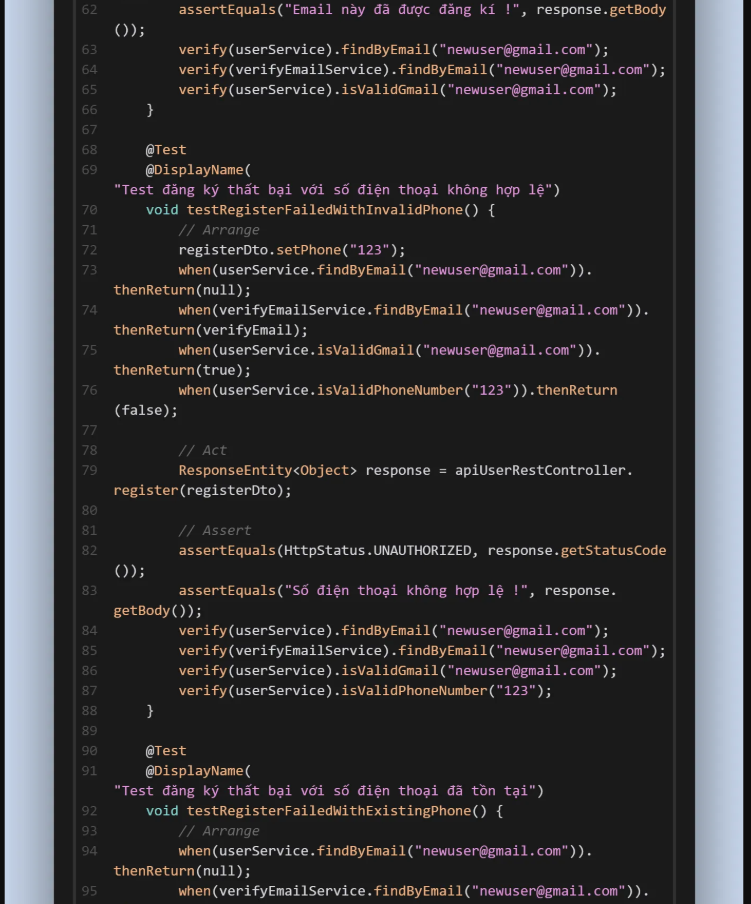 62 assertEquals("Email này đã được đăng kí !", response.getBody
());
63 verify(userService).findByEmail("newuser@gmail.com");
64 verify(verifyEmailService).findByEmail("newuser@gmail.com");
65 verify(userService).isValidGmail("newuser@gmail.com");
66 }
67
68 @Test
69 @DisplayName(
"Test đăng ký thất bại với số điện thoại không hợp lệ")
70 void testRegisterFailedWithInvalidPhone() {
71 // Arrange
72 registerDto.setPhone("123");
73 when(userService.findByEmail("newuser@gmail.com")).
thenReturn(null);
74 when(verifyEmailService.findByEmail("newuser@gmail.com")).
thenReturn(verifyEmail);
75 when(userService.isValidGmail("newuser@gmail.com")).
thenReturn(true);
76 when(userService.isValidPhoneNumber("123")).thenReturn
(false);
77
78 // Act
79 ResponseEntity<Object> response = apiUserRestController.
register(registerDto);
80
81 // Assert
82 assertEquals(HttpStatus.UNAUTHORIZED, response.getStatusCode
());
83 assertEquals("Số điện thoại không hợp lệ !", response.
getBody());
84 verify(userService).findByEmail("newuser@gmail.com");
85 verify(verifyEmailService).findByEmail("newuser@gmail.com");
86 verify(userService).isValidGmail("newuser@gmail.com");
87 verify(userService).isValidPhoneNumber("123");
88 }
89
90 @Test
91 @DisplayName(
"Test đăng ký thất bại với số điện thoại đã tồn tại")
92 void testRegisterFailedWithExistingPhone() {
93 // Arrange
94 when(userService.findByEmail("newuser@gmail.com")).
thenReturn(null);
95 when(verifyEmailService.findByEmail("newuser@gmail.com")).